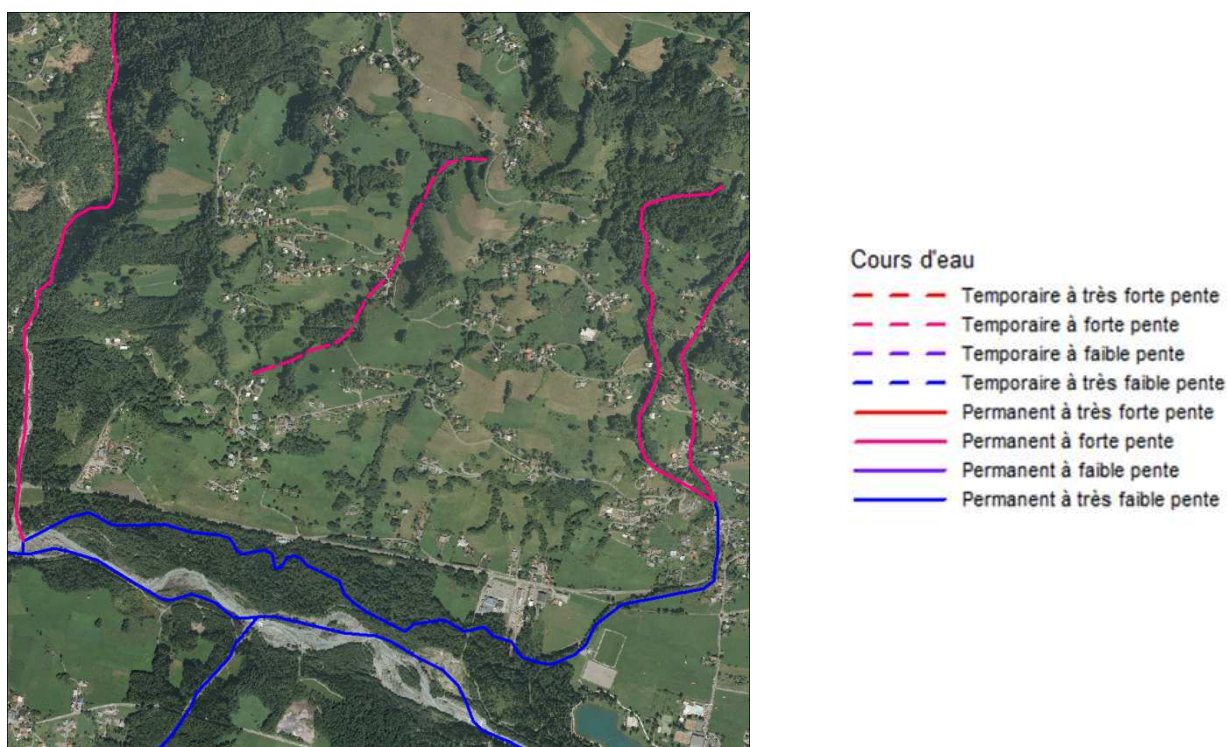 Cours d'eau
Temporaire à très forte pente
Temporaire à forte pente
Temporaire à faible pente
Temporaire à très faible pente
Permanent à très forte pente
Permanent à forte pente
Permanent à faible pente
Permanent à très faible pente